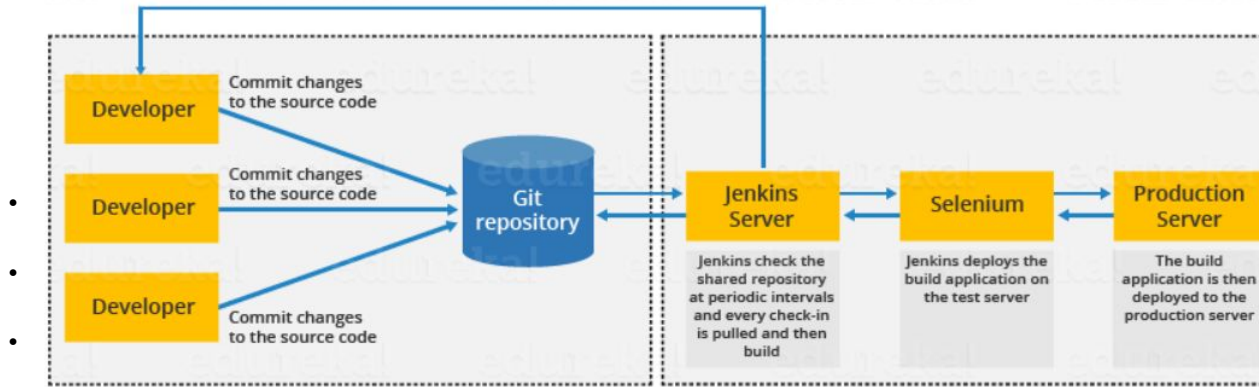 Developer
Commit changes
to the source code
Developer
Commit changes
to the source code
Developer
Commit changes
to the source code
Git
repository
Jenkins
Server
Jenkins check the
shared repository
at periodic intervals
and every check-in
is pulled and then
build
Selenium
Jenkins deploys the
build application on
the test server
Production
Server
The build
application is then
deployed to the
production server
edureka!